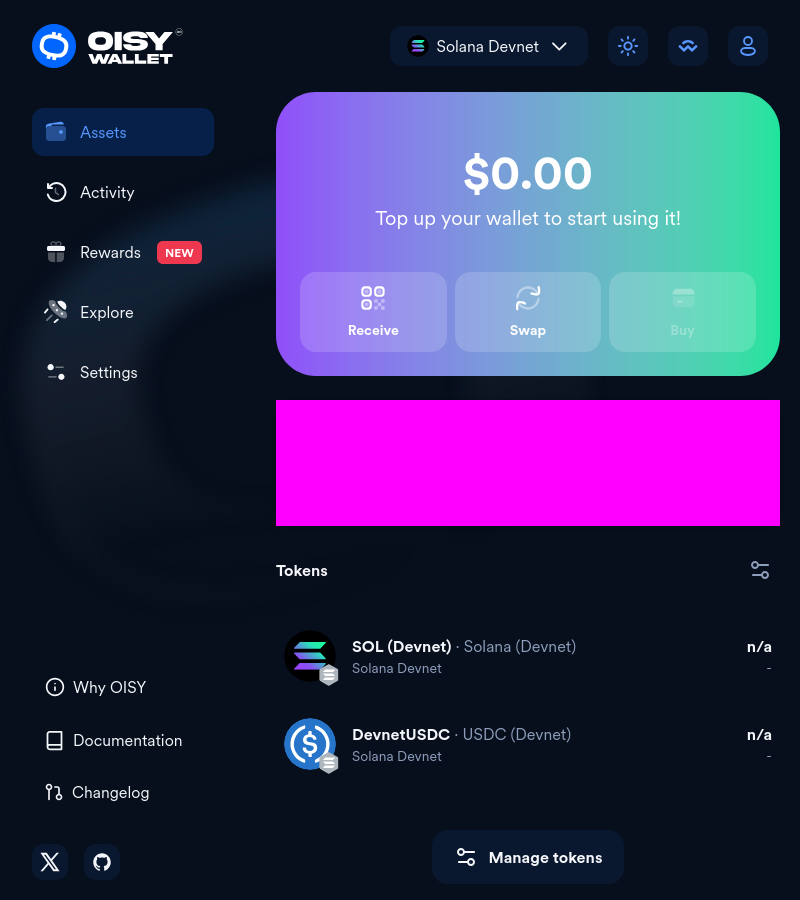 OISY
WALLET
Solana Devnet
Assets
Activity
Rewards NEW
Explore
Settings
$0.00
Top up your wallet to start using it!
Receive
Swap
Buy
Tokens
SOL (Devnet) · Solana (Devnet)
Solana Devnet
n/a
-
DevnetUSDC · USDC (Devnet)
Solana Devnet
n/a
-
Why OISY
Documentation
Changelog
Manage tokens